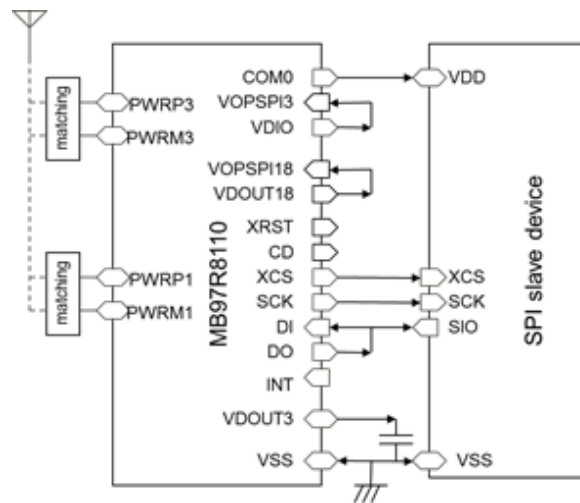 COM0
VDD
PWRP3
VOPSPI3
matching
PWRM3
VDIO
VOPSPI18
VDOUT18
XRST
CD
MB97R8110
SPI slave device
PWRP1
XCS
XCS
matching
PWRM1
SCK
SCK
DI
SIO
DO
INT
VDOUT3
VSS
VSS